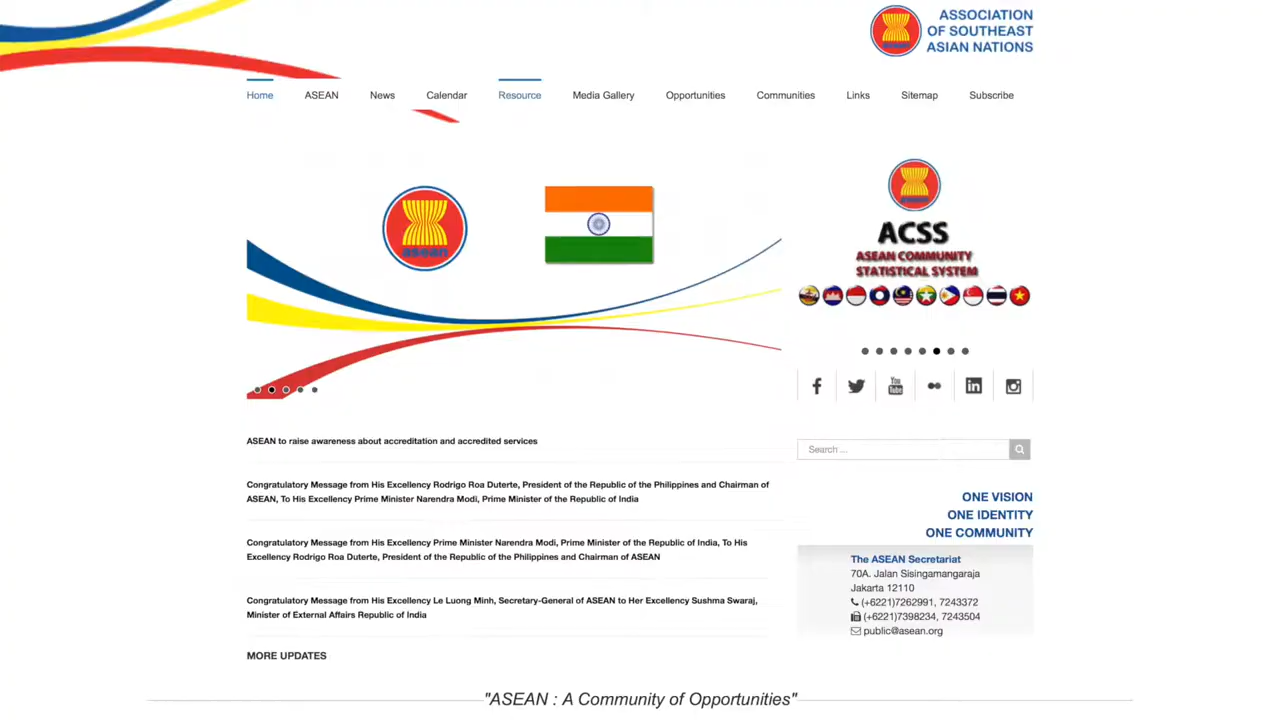 ASSOCIATION
OF SOUTHEAST
ASIAN NATIONS
Home ASEAN News Calendar Resource Media Gallery Opportunities Communities Links Sitemap Subscribe
asean
ACSS
ASEAN COMMUNITY
STATISTICAL SYSTEM
You
Tube
ASEAN to raise awareness about accreditation and accredited services
Search ...
Congratulatory Message from His Excellency Rodrigo Roa Duterte, President of the Republic of the Philippines and Chairman of
ASEAN, To His Excellency Prime Minister Narendra Modi, Prime Minister of the Republic of India
Congratulatory Message from His Excellency Prime Minister Narendra Modi, Prime Minister of the Republic of India, To His
Excellency Rodrigo Roa Duterte, President of the Republic of the Philippines and Chairman of ASEAN
Congratulatory Message from His Excellency Le Luong Minh, Secretary-General of ASEAN to Her Excellency Sushma Swaraj,
Minister of External Affairs Republic of India
MORE UPDATES
ONE VISION
ONE IDENTITY
ONE COMMUNITY
The ASEAN Secretariat
70A. Jalan Sisingamangaraja
Jakarta 12110
(+6221)7262991, 7243372
(+6221)7398234, 7243504
public@asean.org
"ASEAN : A Community of Opportunities"